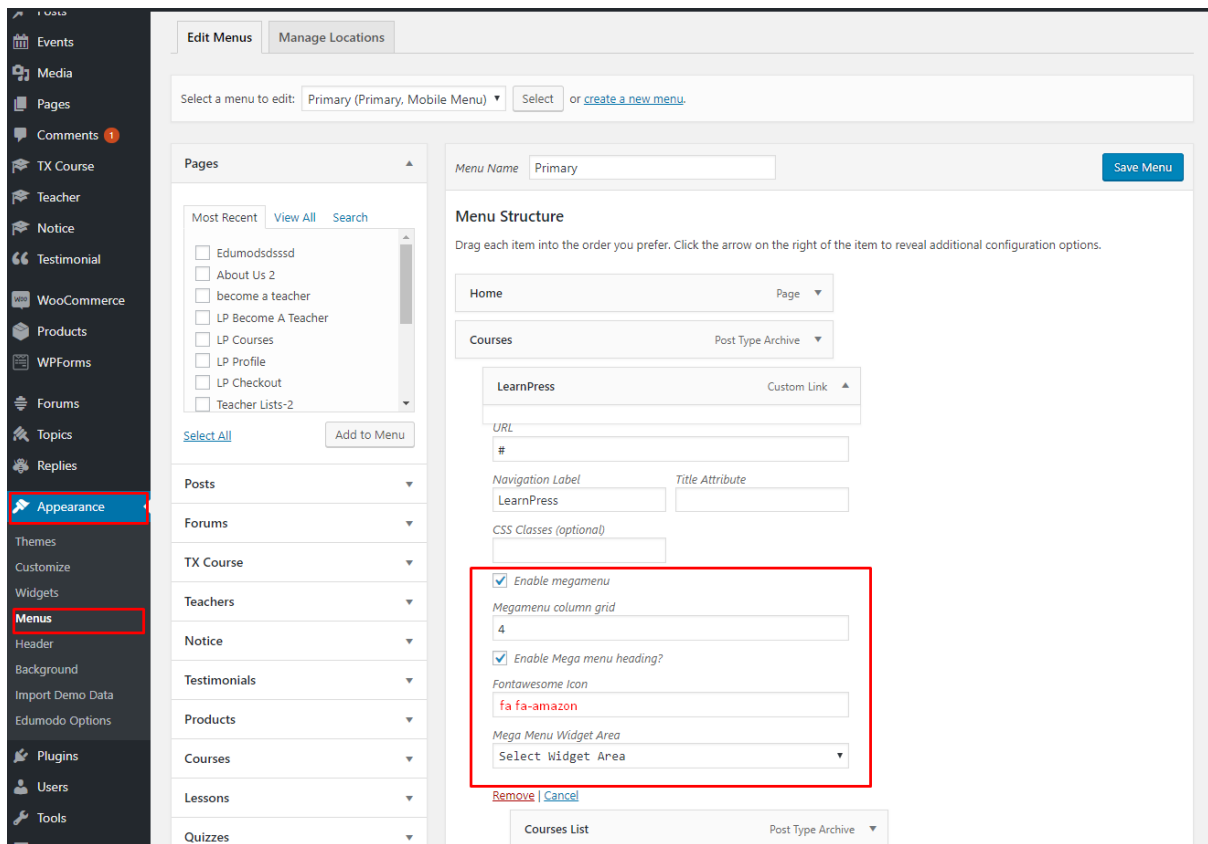 Posts
Events
Media
Pages
Comments 1
TX Course
Teacher
Notice
Testimonial
WooCommerce
Products
WPForms
Forums
Topics
Replies
Appearance
Themes
Customize
Widgets
Menus
Header
Background
Import Demo Data
Edumodo Options
Plugins
Users
Tools
Edit Menus
Manage Locations
Select a menu to edit: Primary (Primary, Mobile Menu) Select or create a new menu.
Pages
Most Recent View All Search
Edumodsdsssd
About Us 2
become a teacher
LP Become A Teacher
LP Courses
LP Profile
LP Checkout
Teacher Lists-2
Select All Add to Menu
Posts
Forums
TX Course
Teachers
Notice
Testimonials
Products
Courses
Lessons
Quizzes
Menu Name Primary Save Menu
Menu Structure
Drag each item into the order you prefer. Click the arrow on the right of the item to reveal additional configuration options.
Home Page
Courses Post Type Archive
LearnPress Custom Link
URL
#
Navigation Label Title Attribute
LearnPress
CSS Classes (optional)
Enable megamenu
Megamenu column grid
4
Enable Mega menu heading?
Fontawesome Icon
fa fa-amazon
Mega Menu Widget Area
Select Widget Area
Remove | Cancel
Courses List Post Type Archive